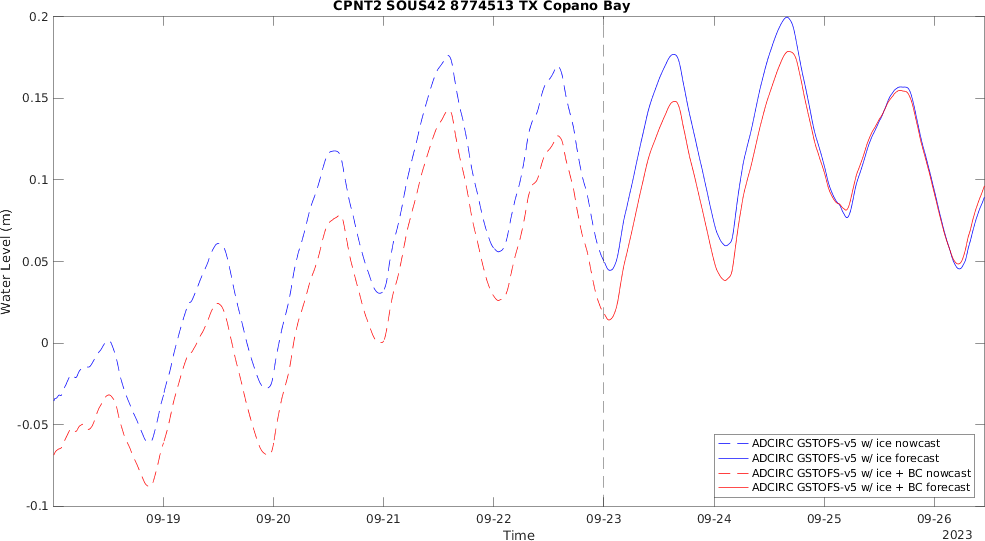 CPNT2 SOUS42 8774513 TX Copano Bay
0.2
0.15
0.1
0.05
0
-0.05
-0.1
Water Level (m)
09-19 09-20 09-21 09-22 09-23 09-24 09-25 09-26
Time
2023
ADCIRC GSTOFS-v5 w/ ice nowcast
ADCIRC GSTOFS-v5 w/ ice forecast
ADCIRC GSTOFS-v5 w/ ice + BC nowcast
ADCIRC GSTOFS-v5 w/ ice + BC forecast